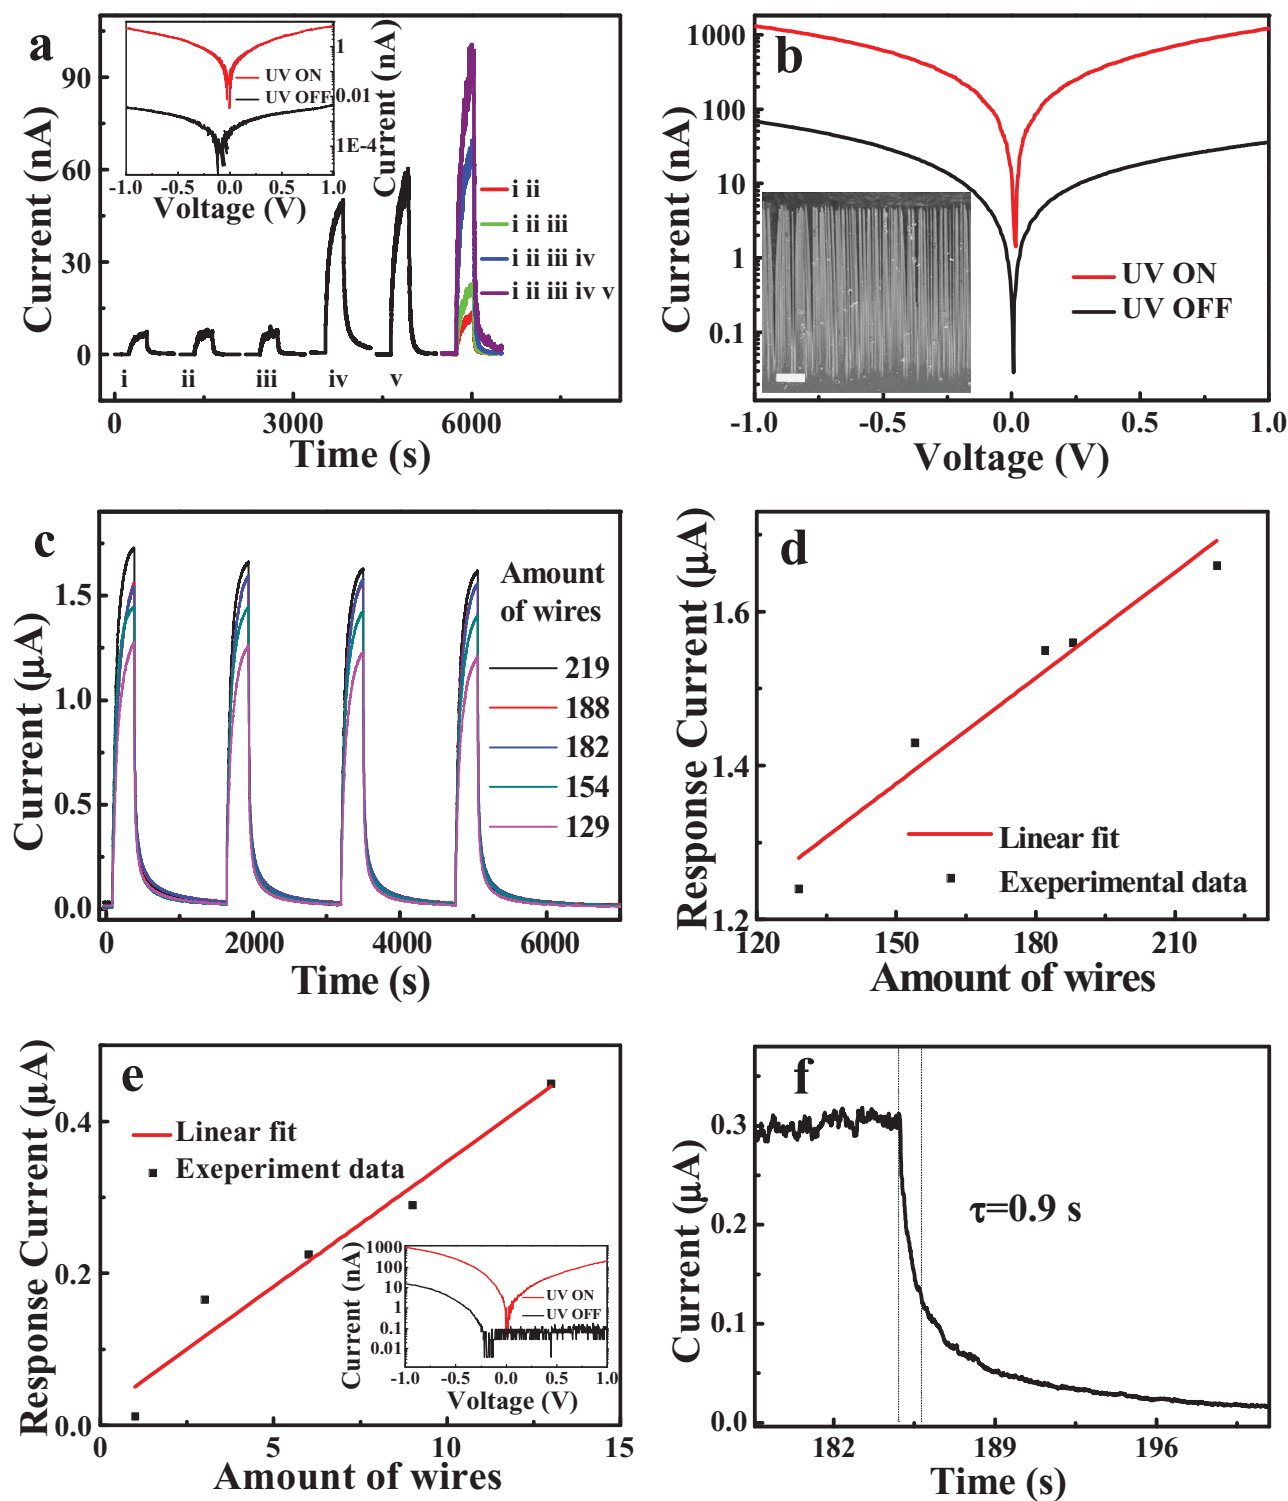 a
Current (nA)
90
60
30
0
0
3000
6000
Time (s)
i
ii
iii
iv
v
i ii
i ii iii
i ii iii iv
i ii iii iv v
UV ON
UV OFF
1
0.01
1E-4
Current (nA)
-1.0
-0.5
0.0
0.5
1.0
Voltage (V)
b
Current (nA)
1000
100
10
1
0.1
-1.0
-0.5
0.0
0.5
1.0
Voltage (V)
UV ON
UV OFF
c
Current (μA)
1.5
1.0
0.5
0.0
0
2000
4000
6000
Time (s)
Amount
of wires
219
188
182
154
129
d
Response Current (μA)
1.6
1.4
1.2
120
150
180
210
Amount of wires
Linear fit
Exeperimental data
e
Response Current (μA)
0.4
0.2
0.0
0
5
10
15
Amount of wires
Linear fit
Exeperiment data
Current (nA)
1000
100
10
1
0.1
0.01
-1.0
-0.5
0.0
0.5
1.0
Voltage (V)
UV ON
UV OFF
f
Current (μA)
0.3
0.2
0.1
0.0
182
189
196
Time (s)
τ=0.9 s